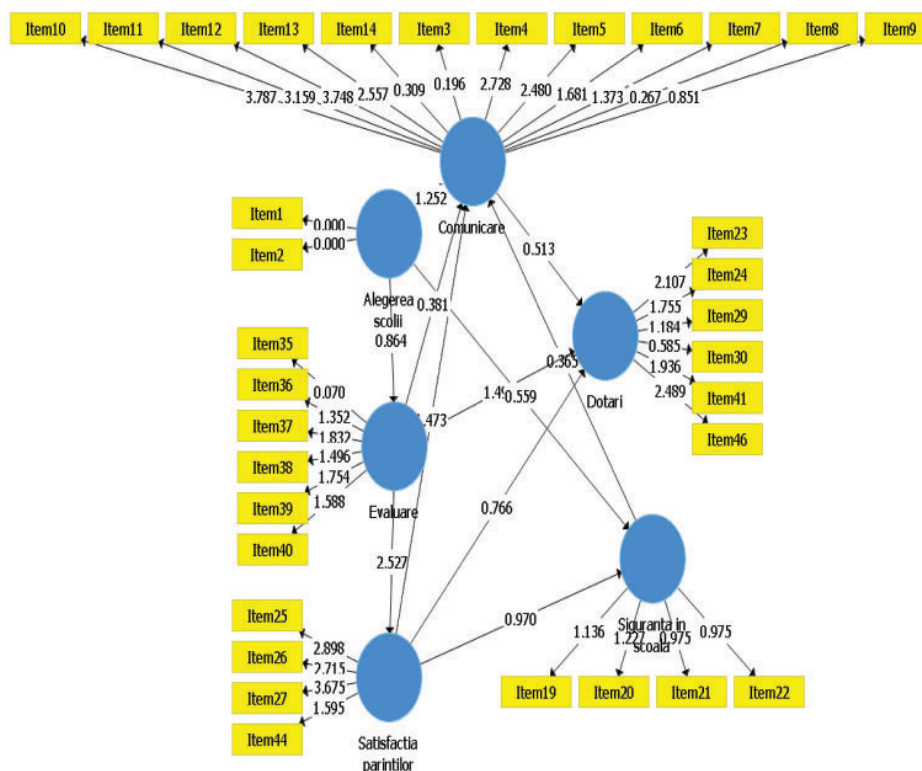 Item10 Item11 Item12 Item13 Item14 Item3 Item4 Item5 Item6 Item7 Item8 Item9
3.787 3.159 3.748 2.557 0.309 0.196 2.728 2.480 1.681 1.373 0.267 0.851
1.252
Comunicare
Item1
0.000
Item2
0.000
Alegerea
scolii
0.864
0.381
0.513
Item23
2.107
Item24
1.755
Item29
1.184
Item30
0.585
Item41
1.936
Item46
2.489
Dotari
0.365
0.559
Item35
0.070
Item36
1.352
Item37
1.832
Item38
1.496
Item39
1.754
Item40
1.588
Evaluare
0.766
2.527
0.970
Item25
2.898
Item26
2.715
Item27
3.675
Item44
1.595
Satisfactia
parintilor
Siguranta in
scoala
1.136 1.227 0.975 0.975
Item19 Item20 Item21 Item22